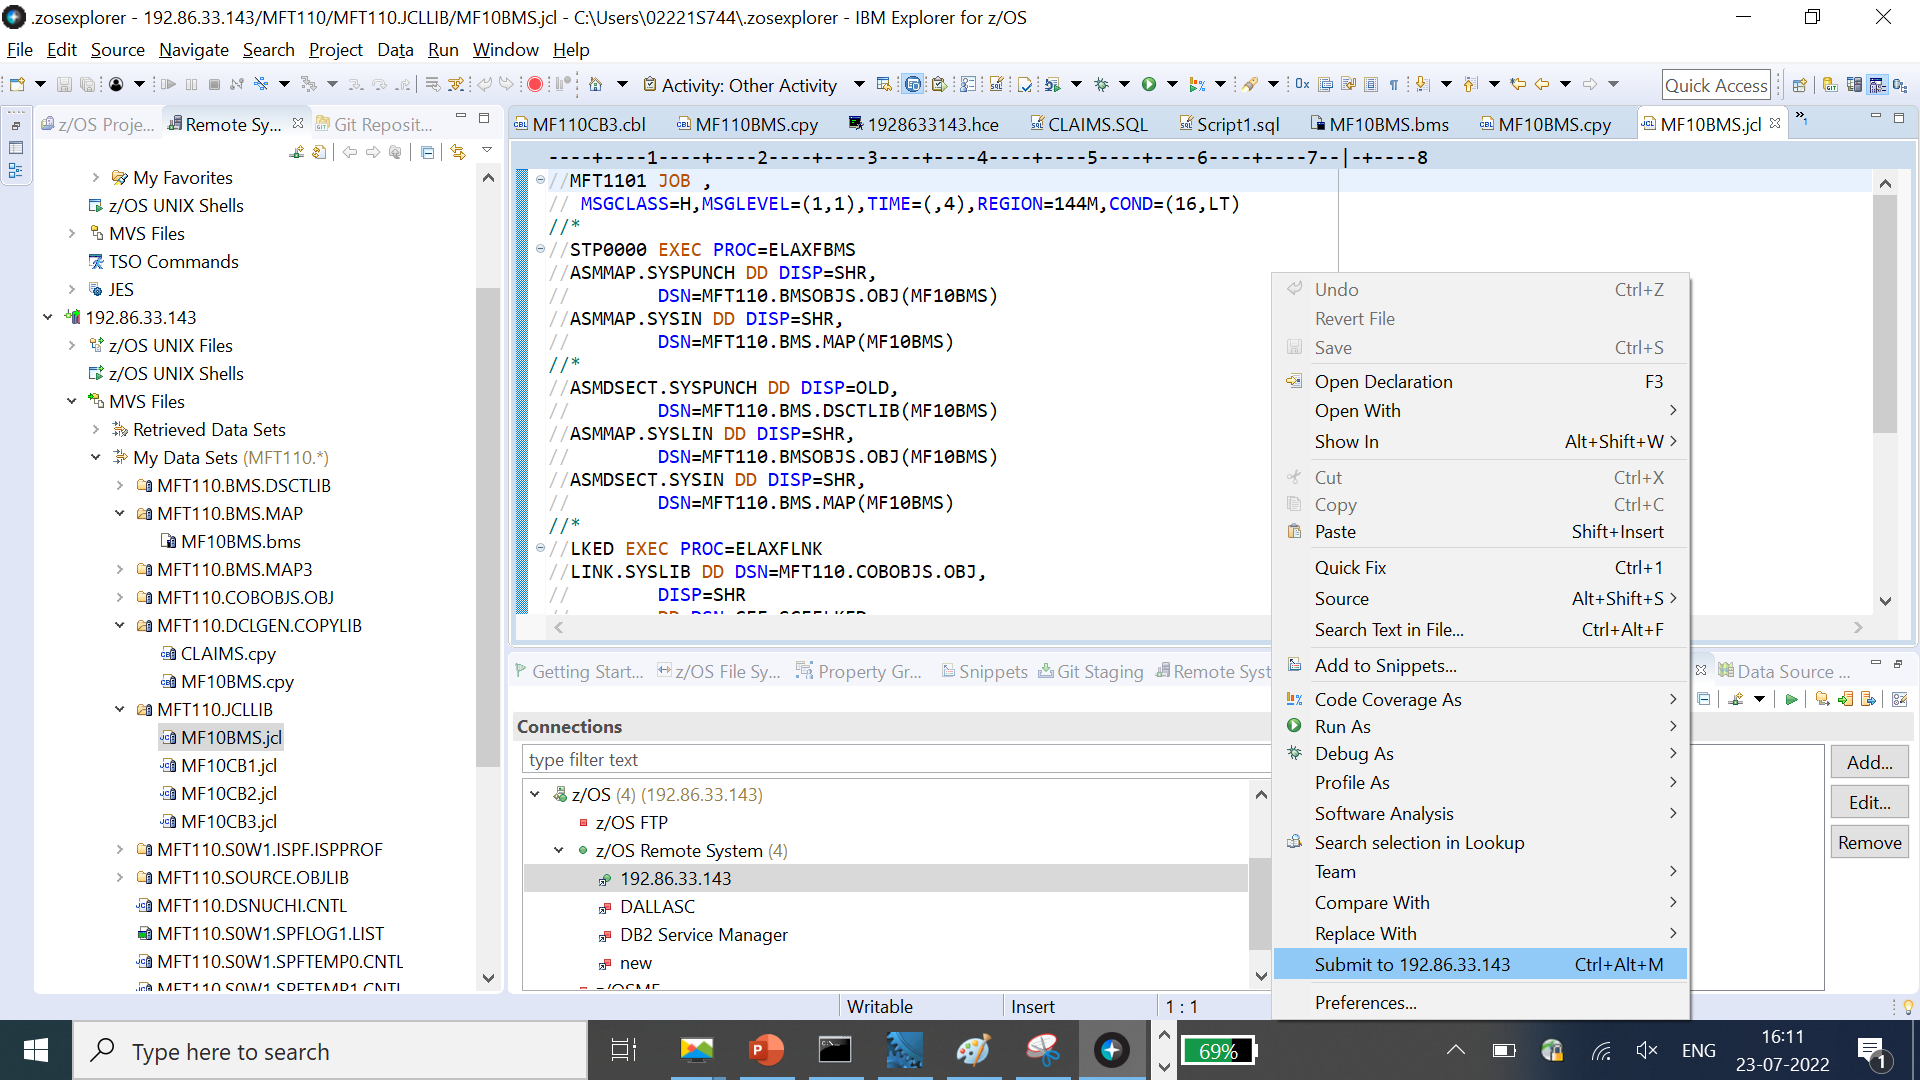 .zosexplorer - 192.86.33.143/MFT110/MFT110.JCLLIB/MF10BMS.jcl - C:\Users\02221S744\.zosexplorer - IBM Explorer for z/OS
File Edit Source Navigate Search Project Data Run Window Help
Activity: Other Activity
Quick Access
z/OS Proje...
Remote Sy...
Git Reposit...
My Favorites
z/OS UNIX Shells
MVS Files
TSO Commands
JES
192.86.33.143
z/OS UNIX Files
z/OS UNIX Shells
MVS Files
Retrieved Data Sets
My Data Sets (MFT110.*)
MFT110.BMS.DSCTLIB
MFT110.BMS.MAP
MF10BMS.bms
MFT110.BMS.MAP3
MFT110.COBOBJS.OBJ
MFT110.DCLGEN.COPYLIB
CLAIMS.cpy
MF10BMS.cpy
MFT110.JCLLIB
MF10BMS.jcl
MF10CB1.jcl
MF10CB2.jcl
MF10CB3.jcl
MFT110.S0W1.ISPF.ISPPROF
MFT110.SOURCE.OBJLIB
MFT110.DSNUCHI.CNTL
MFT110.S0W1.SPFLOG1.LIST
MFT110.S0W1.SPFTEMP0.CNTL
MFT110.S0W1.SPFTEMP1.CNTL
MF110CB3.cbl
MF110BMS.cpy
1928633143.hce
CLAIMS.SQL
Script1.sql
MF10BMS.bms
MF10BMS.cpy
MF10BMS.jcl
----+----1----+----2----+----3----+----4----+----5----+----6----+----7--|-+----8
//MFT1101 JOB ,
// MSGCLASS=H,MSGLEVEL=(1,1),TIME=(,4),REGION=144M,COND=(16,LT)
//*
//STP0000 EXEC PROC=ELAXFBMS
//ASMMAP.SYSPUNCH DD DISP=SHR,
// DSN=MFT110.BMSOBJS.OBJ(MF10BMS)
//ASMMAP.SYSIN DD DISP=SHR,
// DSN=MFT110.BMS.MAP(MF10BMS)
//*
//ASMDSECT.SYSPUNCH DD DISP=OLD,
// DSN=MFT110.BMS.DSCTLIB(MF10BMS)
//ASMMAP.SYSLIN DD DISP=SHR,
// DSN=MFT110.BMSOBJS.OBJ(MF10BMS)
//ASMDSECT.SYSIN DD DISP=SHR,
// DSN=MFT110.BMS.MAP(MF10BMS)
//*
//LKED EXEC PROC=ELAXFLNK
//LINK.SYSLIB DD DSN=MFT110.COBOBJS.OBJ,
// DISP=SHR
Undo Ctrl+Z
Revert File
Save Ctrl+S
Open Declaration F3
Open With
Show In Alt+Shift+W
Cut Ctrl+X
Copy Ctrl+C
Paste Shift+Insert
Quick Fix Ctrl+1
Source Alt+Shift+S
Search Text in File... Ctrl+Alt+F
Add to Snippets...
Code Coverage As
Run As
Debug As
Profile As
Software Analysis
Search selection in Lookup
Team
Compare With
Replace With
Submit to 192.86.33.143 Ctrl+Alt+M
Preferences...
Getting Start...
z/OS File Sy...
Property Gr...
Snippets
Git Staging
Remote Syst
Data Source ...
Connections
type filter text
z/OS (4) (192.86.33.143)
z/OS FTP
z/OS Remote System (4)
192.86.33.143
DALLASC
DB2 Service Manager
new
Add...
Edit...
Remove
Writable
Insert
1 : 1
Type here to search
69%
ENG
16:11
23-07-2022
1